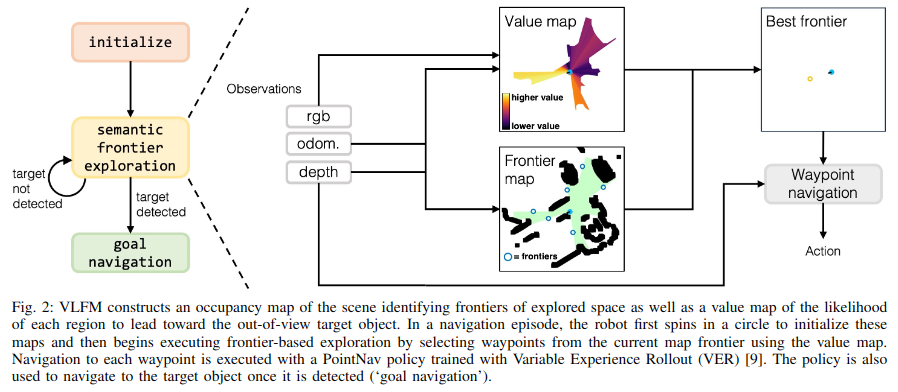 initialize
semantic
frontier
exploration
target
not
detected
target
detected
goal
navigation
Observations
rgb
odom.
depth
Value map
higher value
lower value
Frontier
map
= frontiers
Best frontier
Waypoint
navigation
Action
Fig. 2: VLFM constructs an occupancy map of the scene identifying frontiers of explored space as well as a value map of the likelihood
of each region to lead toward the out-of-view target object. In a navigation episode, the robot first spins in a circle to initialize these
maps and then begins executing frontier-based exploration by selecting waypoints from the current map frontier using the value map.
Navigation to each waypoint is executed with a PointNav policy trained with Variable Experience Rollout (VER) [9]. The policy is also
used to navigate to the target object once it is detected (‘goal navigation’).